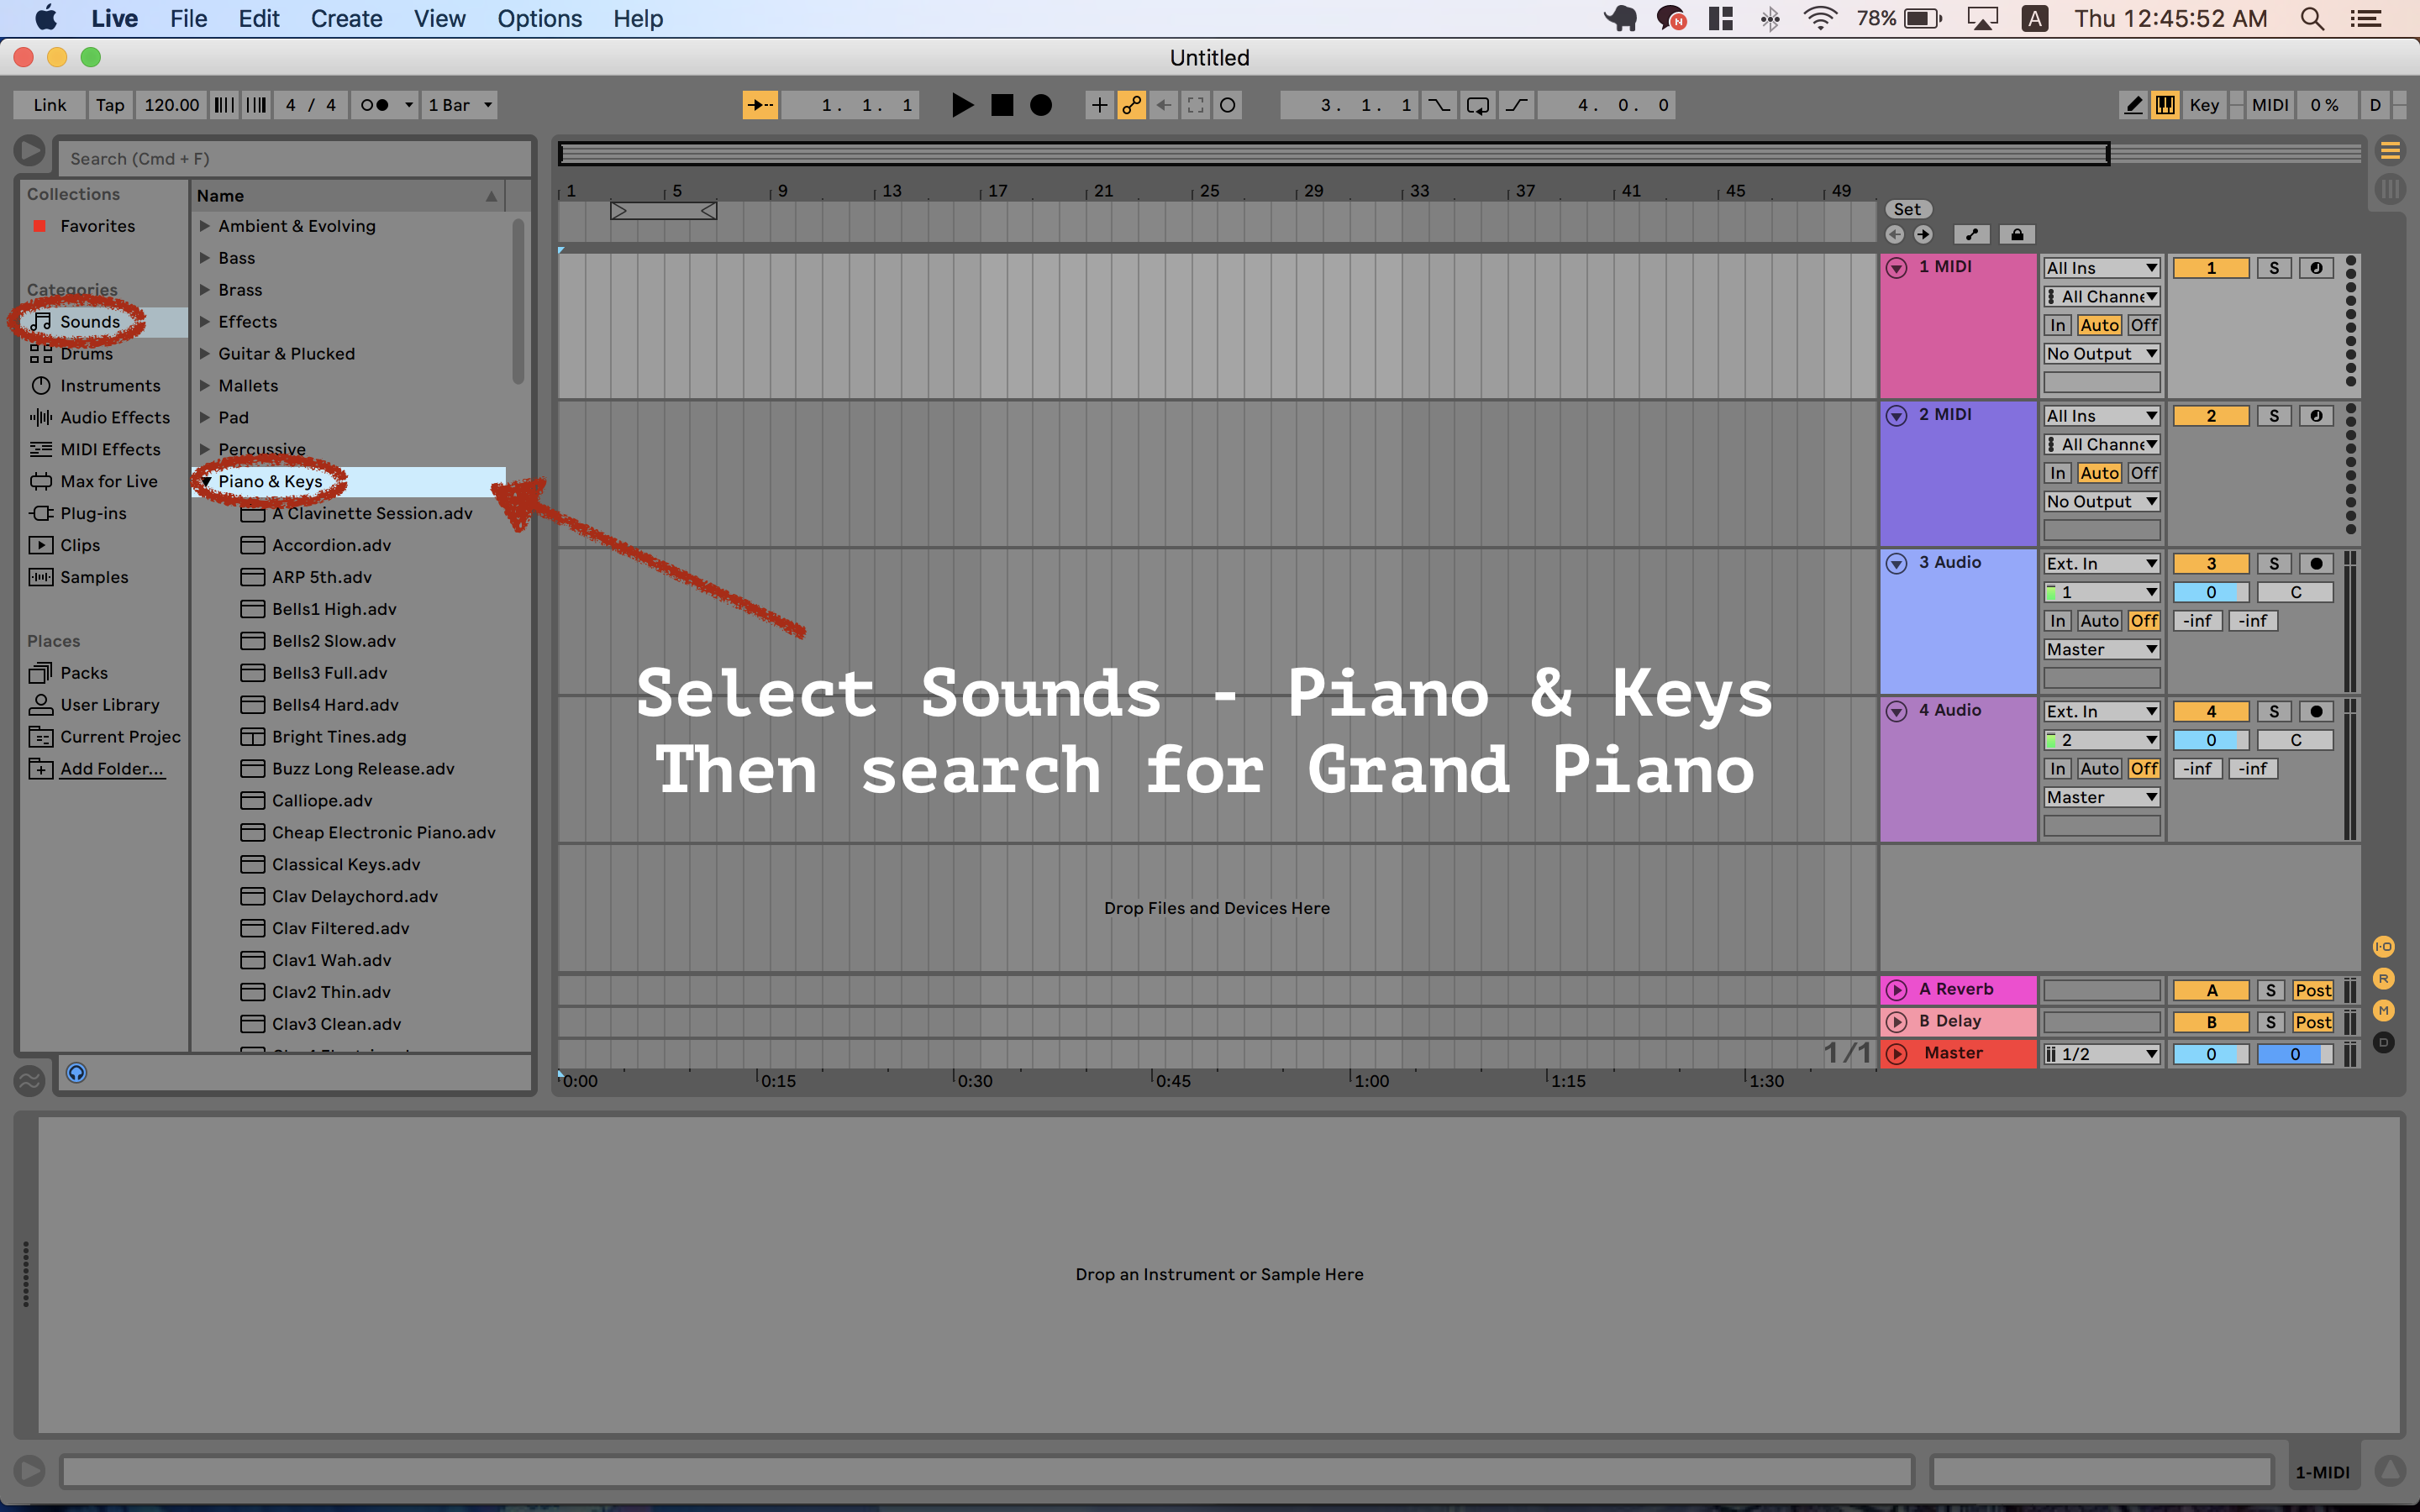 Live File Edit Create View Options Help 78% A Thu 12:45:52 AM
Untitled
Link Tap 120.00 4 / 4 1 Bar 1. 1. 1 3. 1. 1 4. 0. 0 Key MIDI 0 % D
Search (Cmd + F)
Collections
Favorites
Categories
Sounds
Drums
Instruments
Audio Effects
MIDI Effects
Max for Live
Plug-ins
Clips
Samples
Places
Packs
User Library
Current Projec
Add Folder...
Name
Ambient & Evolving
Bass
Brass
Effects
Guitar & Plucked
Mallets
Pad
Percussive
Piano & Keys
A Clavinette Session.adv
Accordion.adv
ARP 5th.adv
Bells1 High.adv
Bells2 Slow.adv
Bells3 Full.adv
Bells4 Hard.adv
Bright Tines.adg
Buzz Long Release.adv
Calliope.adv
Cheap Electronic Piano.adv
Classical Keys.adv
Clav Delaychord.adv
Clav Filtered.adv
Clav1 Wah.adv
Clav2 Thin.adv
Clav3 Clean.adv
1 5 9 13 17 21 25 29 33 37 41 45 49
Set
Select Sounds - Piano & Keys
Then search for Grand Piano
Drop Files and Devices Here
1/1
0:00 0:15 0:30 0:45 1:00 1:15 1:30
1 MIDI All Ins 1 S
All Channe
In Auto Off
No Output
2 MIDI All Ins 2 S
All Channe
In Auto Off
No Output
3 Audio Ext. In 3 S
1 0 C
In Auto Off -inf -inf
Master
4 Audio Ext. In 4 S
2 0 C
In Auto Off -inf -inf
Master
A Reverb A S Post
B Delay B S Post
Master 1/2 0 0
I·O
R
M
D
Drop an Instrument or Sample Here
1-MIDI